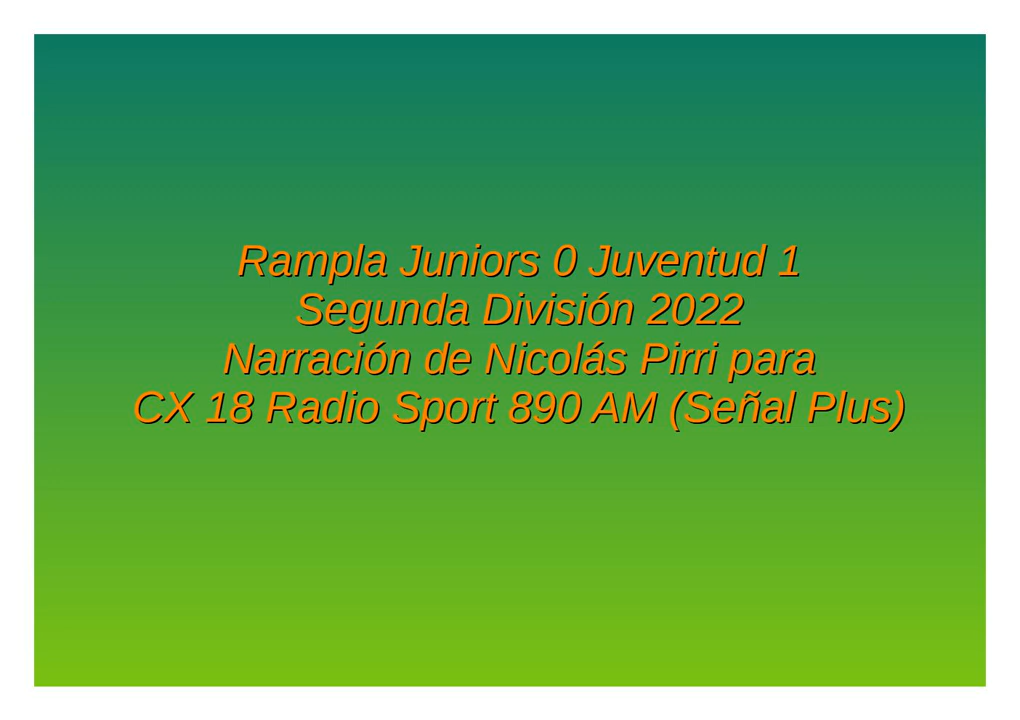 Rampla Juniors 0 Juventud 1
Segunda División 2022
Narración de Nicolás Pirri para
CX 18 Radio Sport 890 AM (Señal Plus)